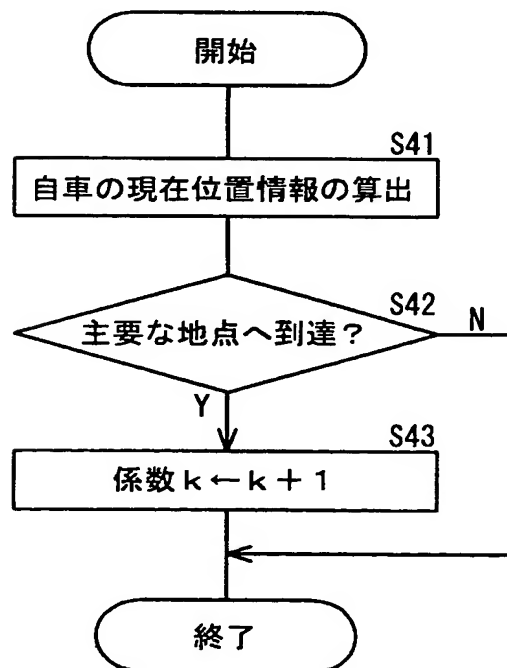 開始
S41
自車の現在位置情報の算出
S42
主要な地点へ到達？
N
Y
S43
係数k←k＋1
終了